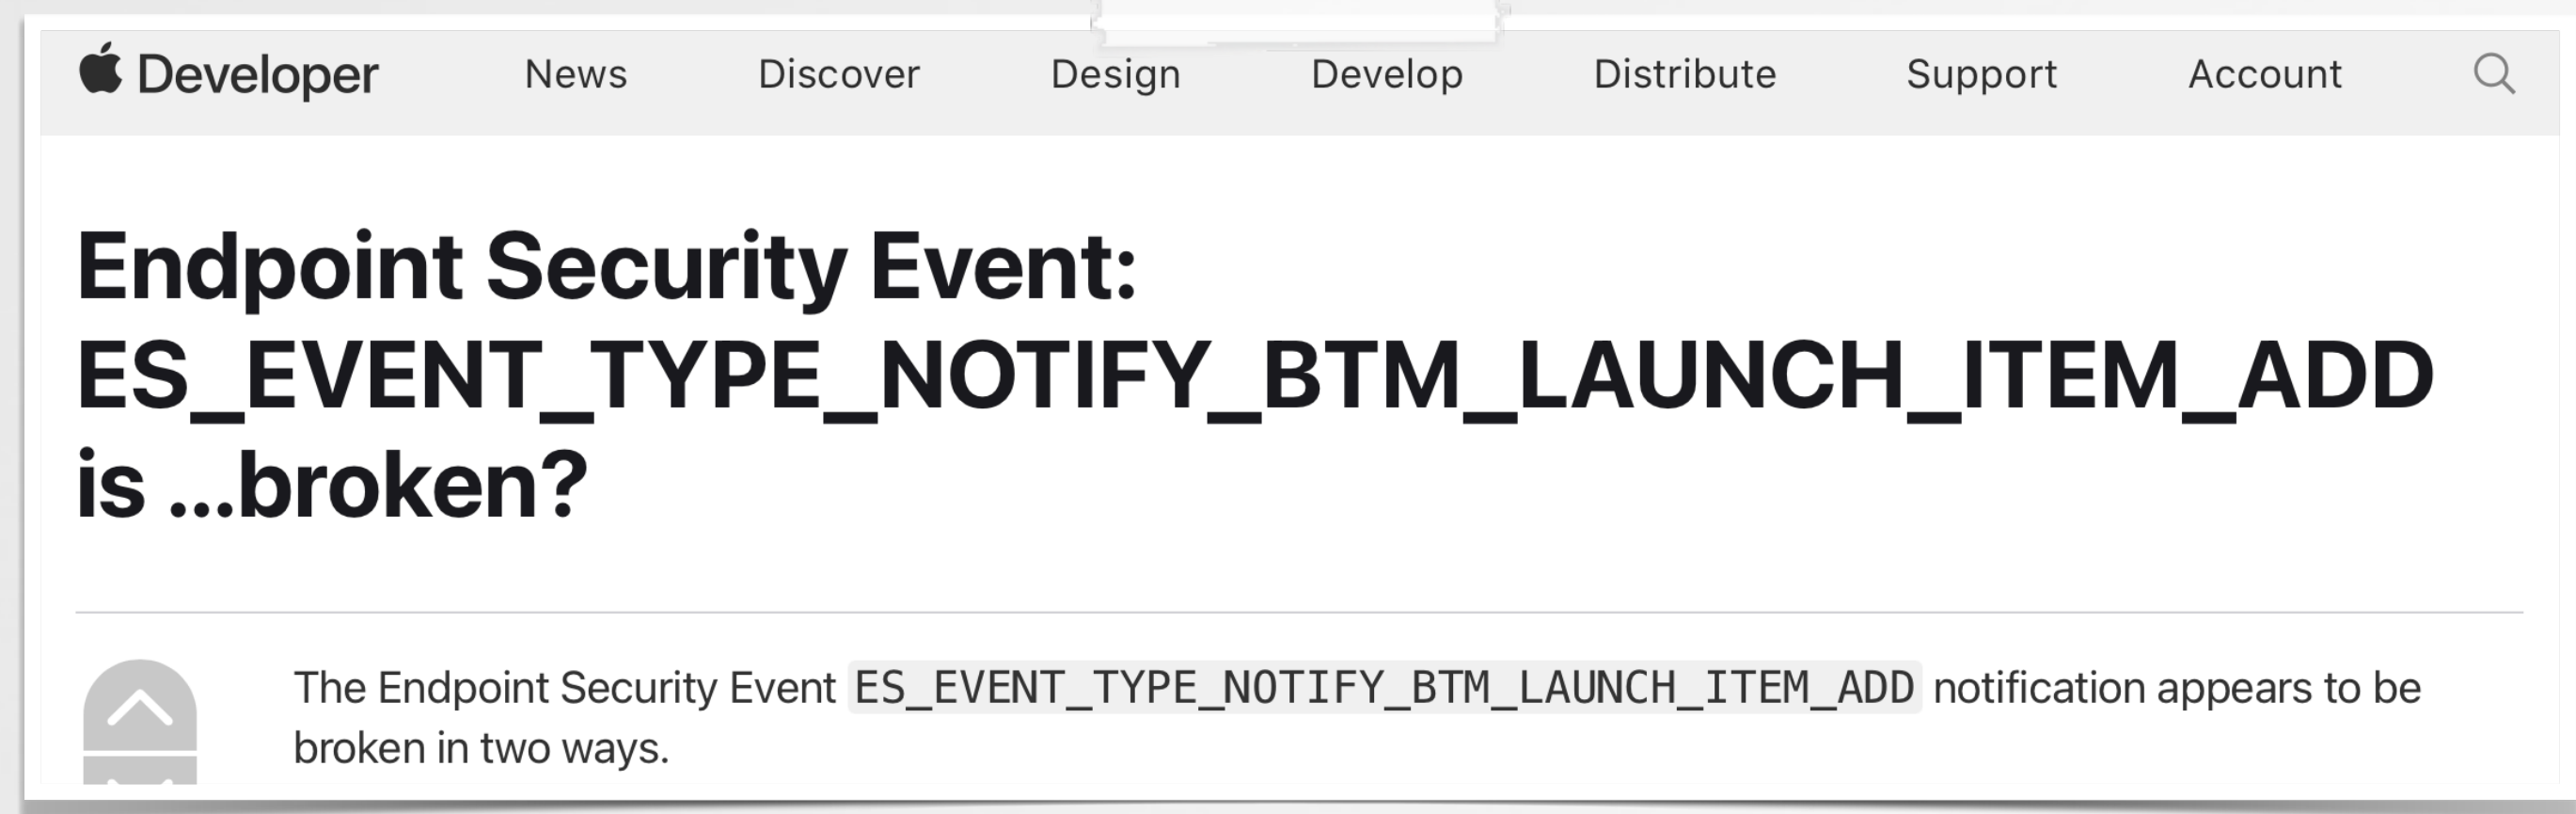 Developer News Discover Design Develop Distribute Support Account
Endpoint Security Event:
ES_EVENT_TYPE_NOTIFY_BTM_LAUNCH_ITEM_ADD
is ...broken?
The Endpoint Security Event ES_EVENT_TYPE_NOTIFY_BTM_LAUNCH_ITEM_ADD notification appears to be
broken in two ways.